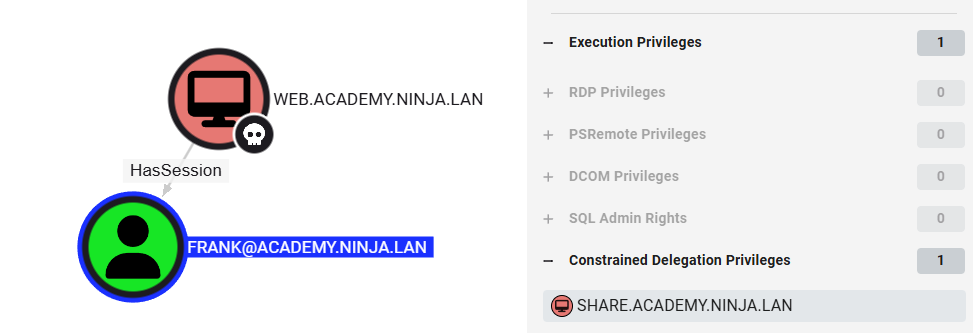 WEB.ACADEMY.NINJA.LAN
HasSession
FRANK@ACADEMY.NINJA.LAN
Execution Privileges 1
RDP Privileges 0
PSRemote Privileges 0
DCOM Privileges 0
SQL Admin Rights 0
Constrained Delegation Privileges 1
SHARE.ACADEMY.NINJA.LAN